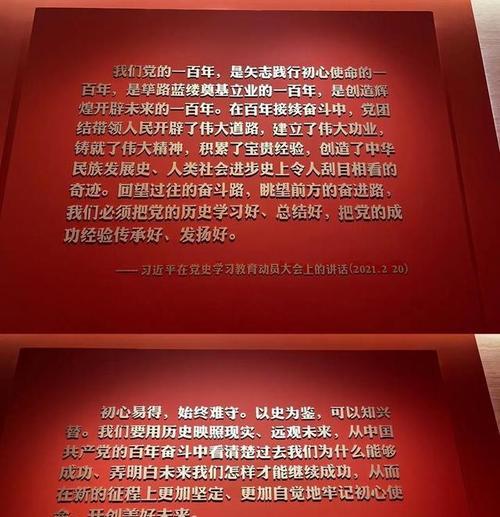 我们党的一百年，是矢志践行初心使命的一
百年，是筚路蓝缕奠基立业的一百年，是创造辉
煌开辟未来的一百年。在百年接续奋斗中，党团
结带领人民开辟了伟大道路，建立了伟大功业，
铸就了伟大精神，积累了宝贵经验，创造了中华
民族发展史、人类社会进步史上令人刮目相看的
奇迹。回望过往的奋斗路，眺望前方的奋进路，
我们必须把党的历史学习好、总结好，把党的成
功经验传承好、发扬好。
——习近平在党史学习教育动员大会上的讲话(2021.2 20)
初心易得，始终难守。以史为鉴，可以知兴
替。我们要用历史映照现实、远观未来，从中国
共产党的百年奋斗中看清楚过去我们为什么能够
成功、弄明白未来我们怎样才能继续成功，从而
在新的征程上更加坚定、更加自觉地牢记初心使
命、开创美好未来。